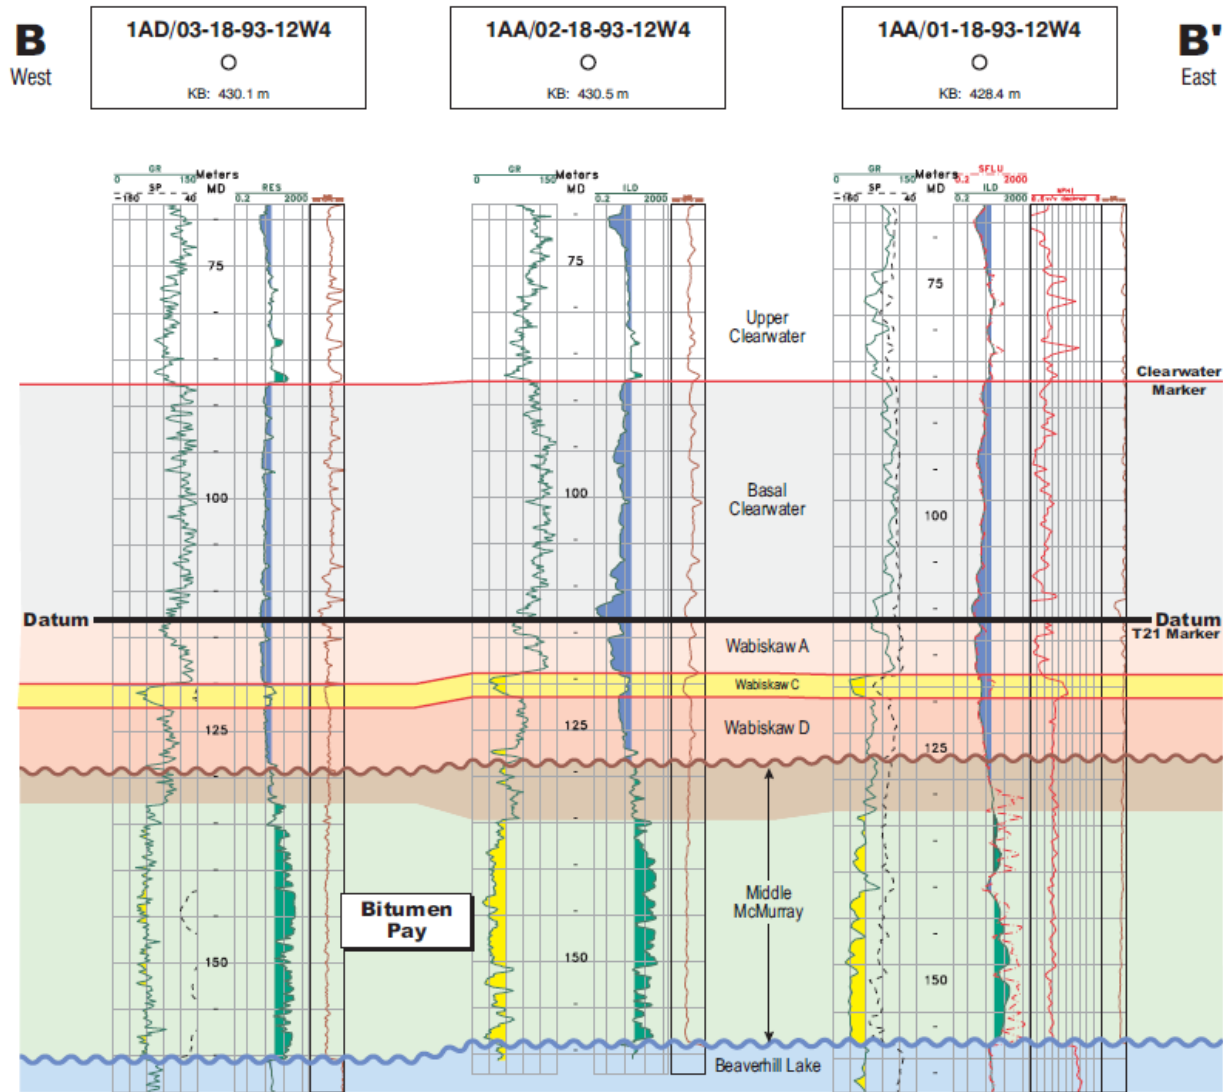 B
West
1AD/03-18-93-12W4
KB: 430.1 m
1AA/02-18-93-12W4
KB: 430.5 m
1AA/01-18-93-12W4
KB: 428.4 m
B'
East
GR
0 150
SP
-180 40
Meters
MD
RES
0.2 2000
GR
0 150
Meters
MD
ILD
0.2 2000
GR
0 150
SP
-180 40
Meters
MD
SFLU
0.2 2000
ILD
0.2 2000
75
75
75
Upper
Clearwater
Clearwater
Marker
100
100
100
Basal
Clearwater
Datum
Datum
T21 Marker
Wabiskaw A
Wabiskaw C
Wabiskaw D
125
125
125
Bitumen
Pay
Middle
McMurray
150
150
150
Beaverhill Lake